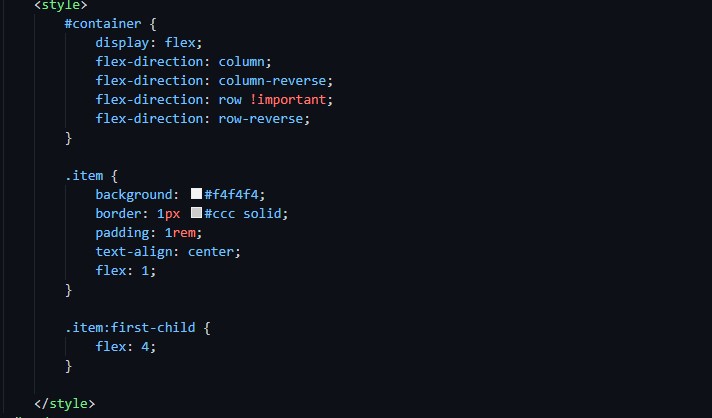 <style>
#container {
display: flex;
flex-direction: column;
flex-direction: column-reverse;
flex-direction: row !important;
flex-direction: row-reverse;
}
.item {
background: #f4f4f4;
border: 1px #ccc solid;
padding: 1rem;
text-align: center;
flex: 1;
}
.item:first-child {
flex: 4;
}
</style>